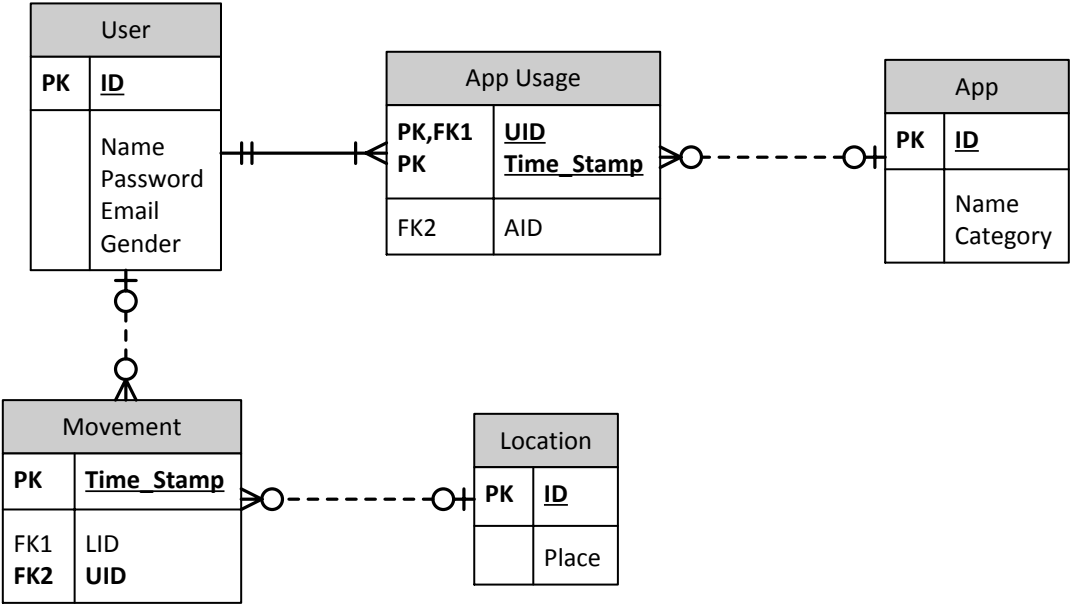 User
PK ID
Name
Password
Email
Gender
App Usage
PK,FK1 UID
PK Time_Stamp
FK2 AID
App
PK ID
Name
Category
Movement
PK Time_Stamp
FK1 LID
FK2 UID
Location
PK ID
Place